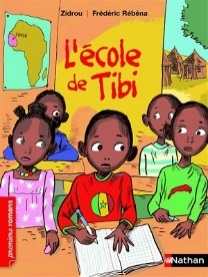 Zidrou / Frédéric Rébéna
L'école
de Tibi
premiers romans
Nathan